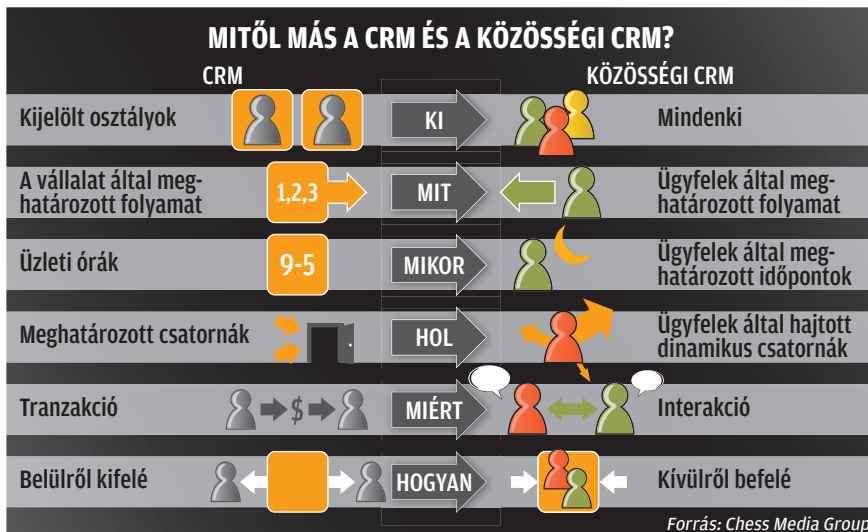 MITŐL MÁS A CRM ÉS A KÖZÖSSÉGI CRM?
CRM
KÖZÖSSÉGI CRM
Kijelölt osztályok
KI
Mindenki
A vállalat által meg-
határozott folyamat
1,2,3
MIT
Ügyfelek által meg-
határozott folyamat
Üzleti órák
9-5
MIKOR
Ügyfelek által meg-
határozott időpontok
Meghatározott csatornák
HOL
Ügyfelek által hajtott
dinamikus csatornák
Tranzakció
$
MIÉRT
Interakció
Belülről kifelé
HOGYAN
Kívülről befelé
Forrás: Chess Media Group